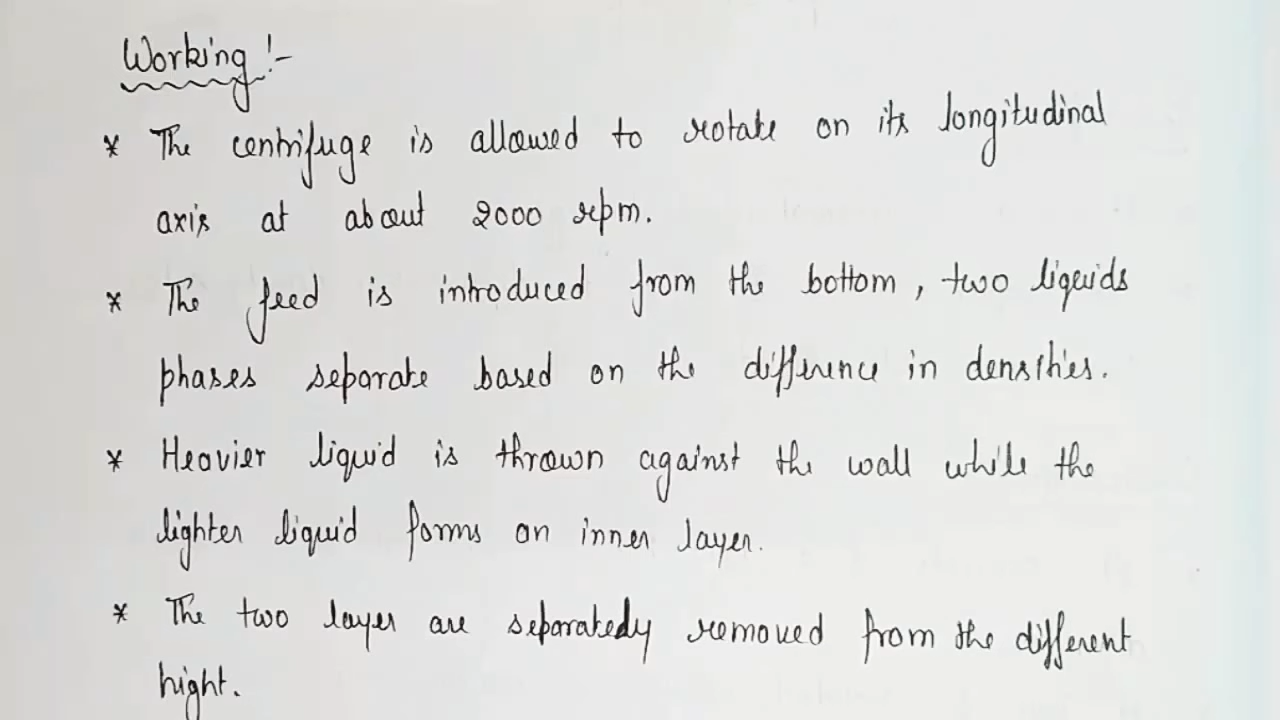 Working :-
* The centrifuge is allowed to rotate on its longitudinal
axis at about 2000 rpm.
* The feed is introduced from the bottom, two liquids
phases separate based on the difference in densities.
* Heavier liquid is thrown against the wall while the
lighter liquid forms an inner layer.
* The two layer are separatedy removed from the different
hight.